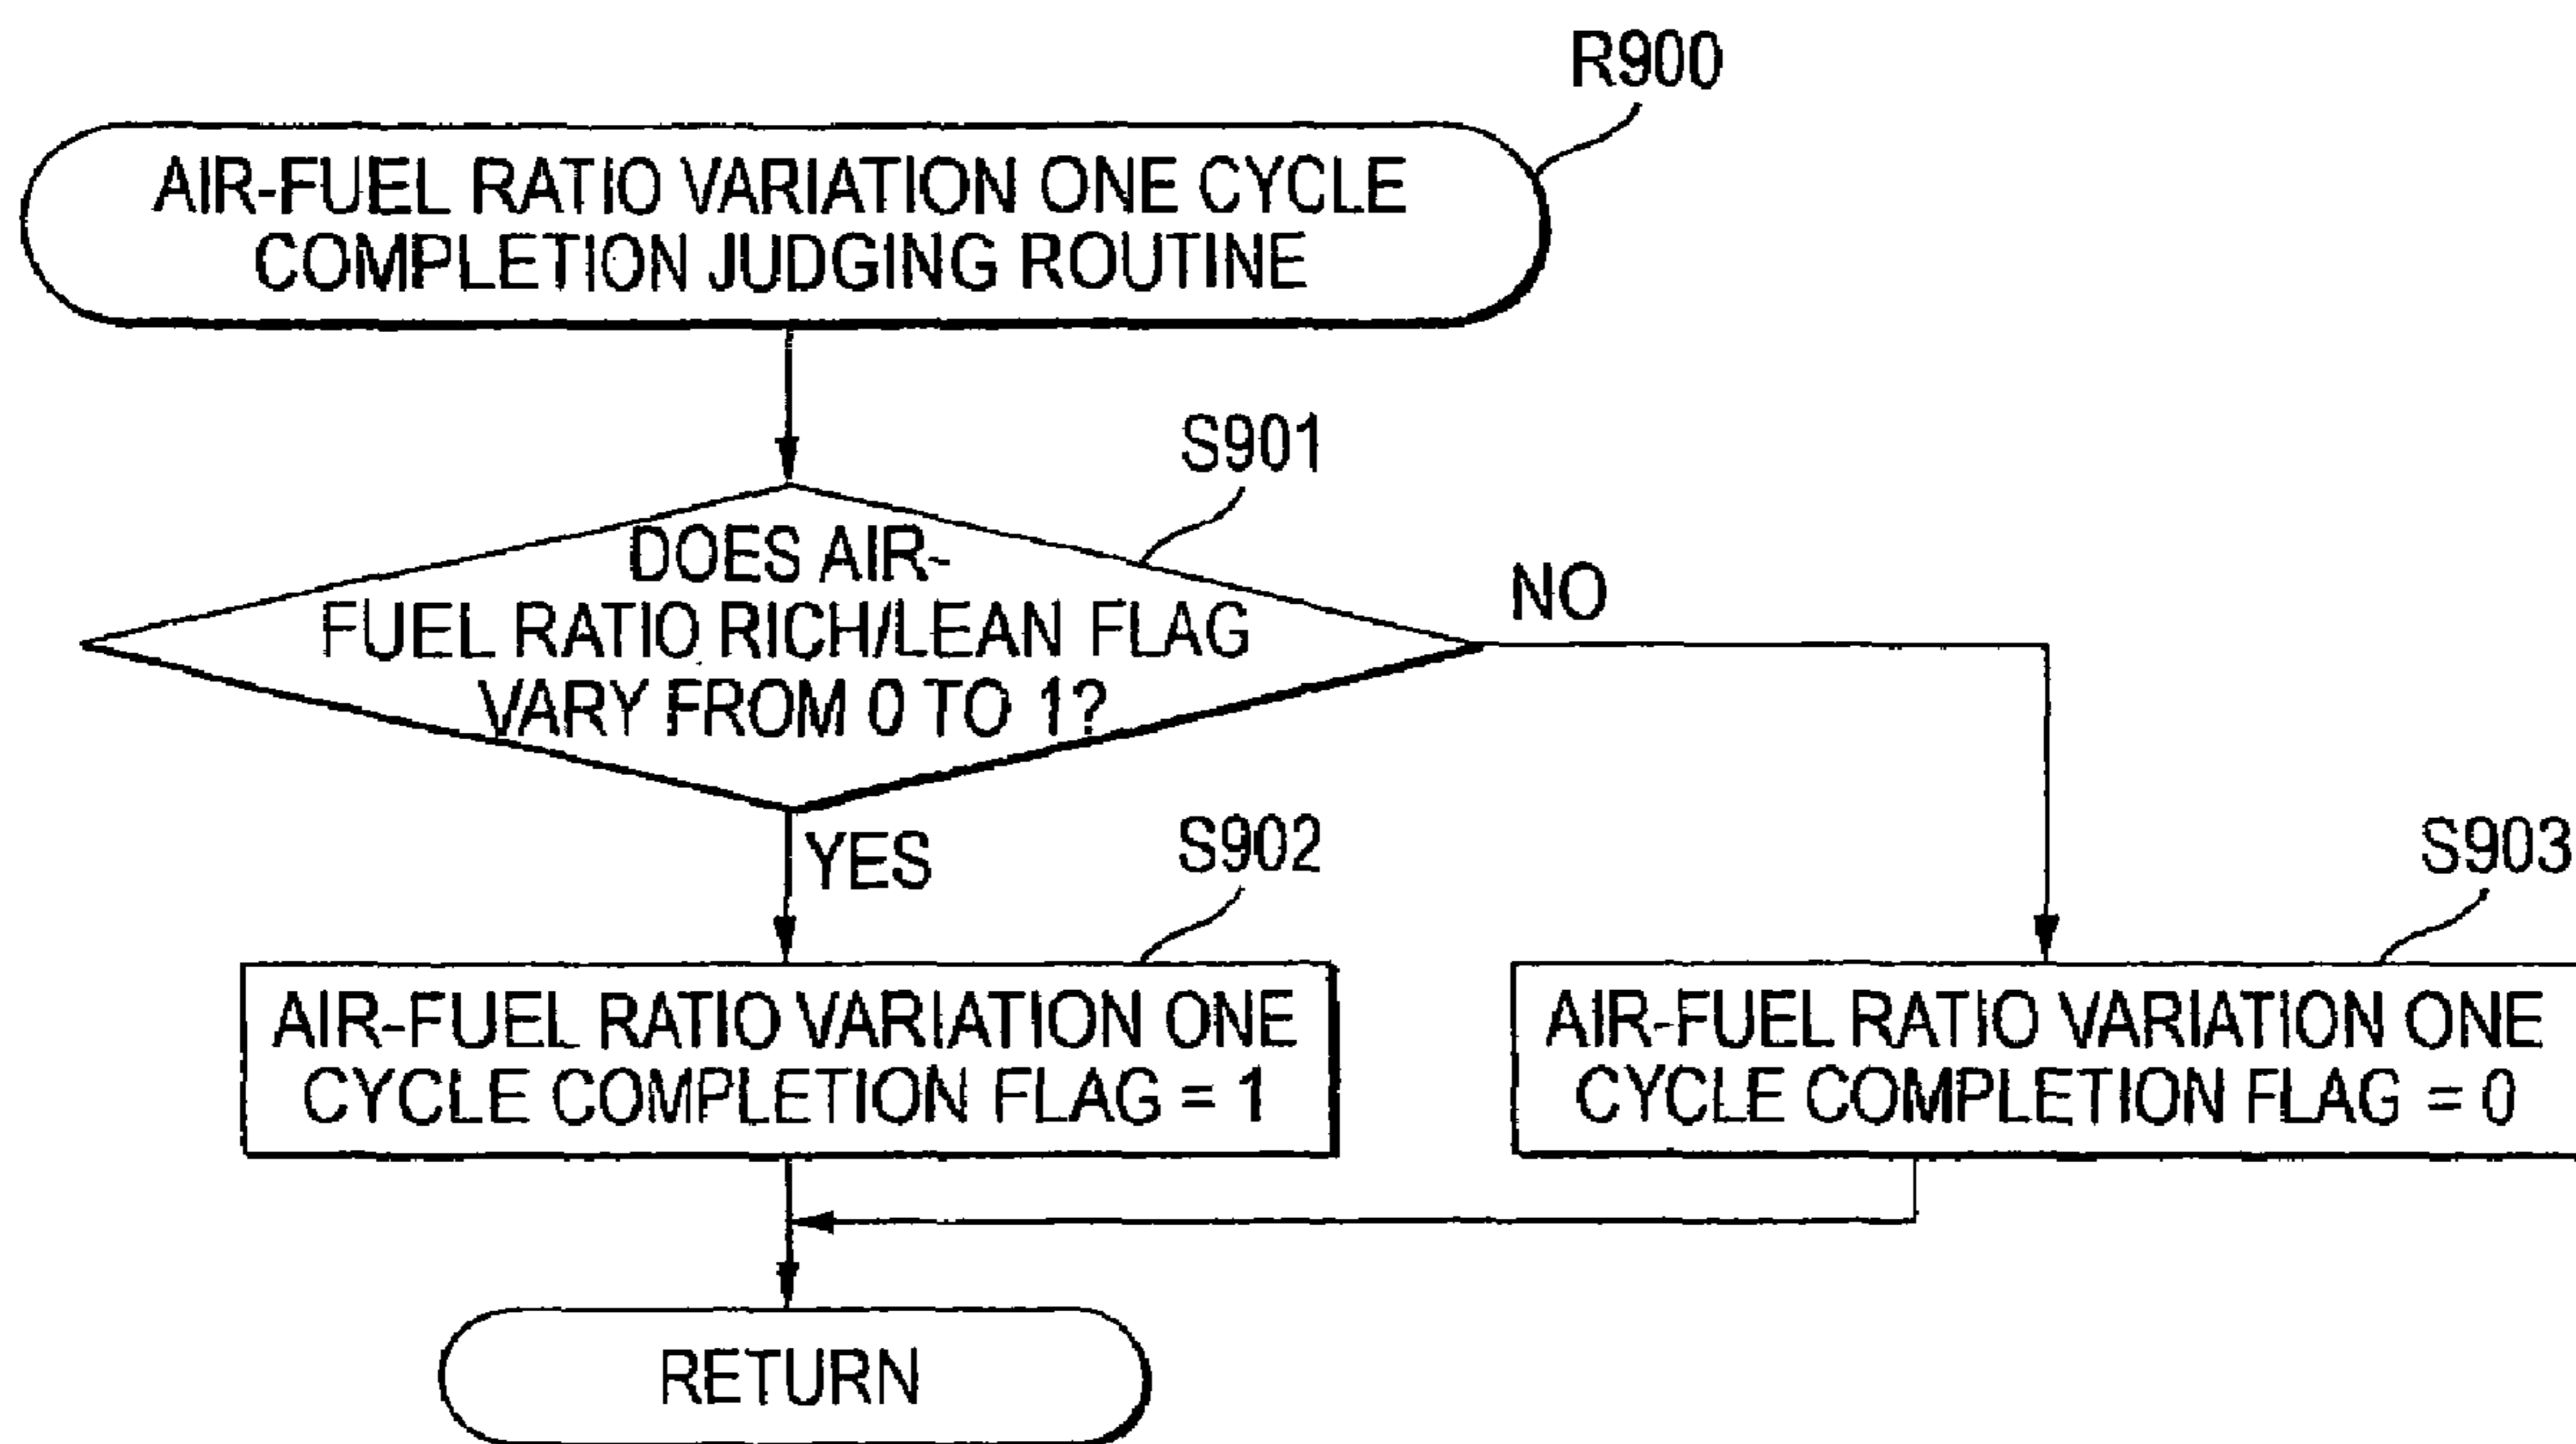 R900
AIR-FUEL RATIO VARIATION ONE CYCLE
COMPLETION JUDGING ROUTINE
S901
DOES AIR-
FUEL RATIO RICH/LEAN FLAG
VARY FROM 0 TO 1?
NO
YES
S902
S903
AIR-FUEL RATIO VARIATION ONE
CYCLE COMPLETION FLAG = 1
AIR-FUEL RATIO VARIATION ONE
CYCLE COMPLETION FLAG = 0
RETURN